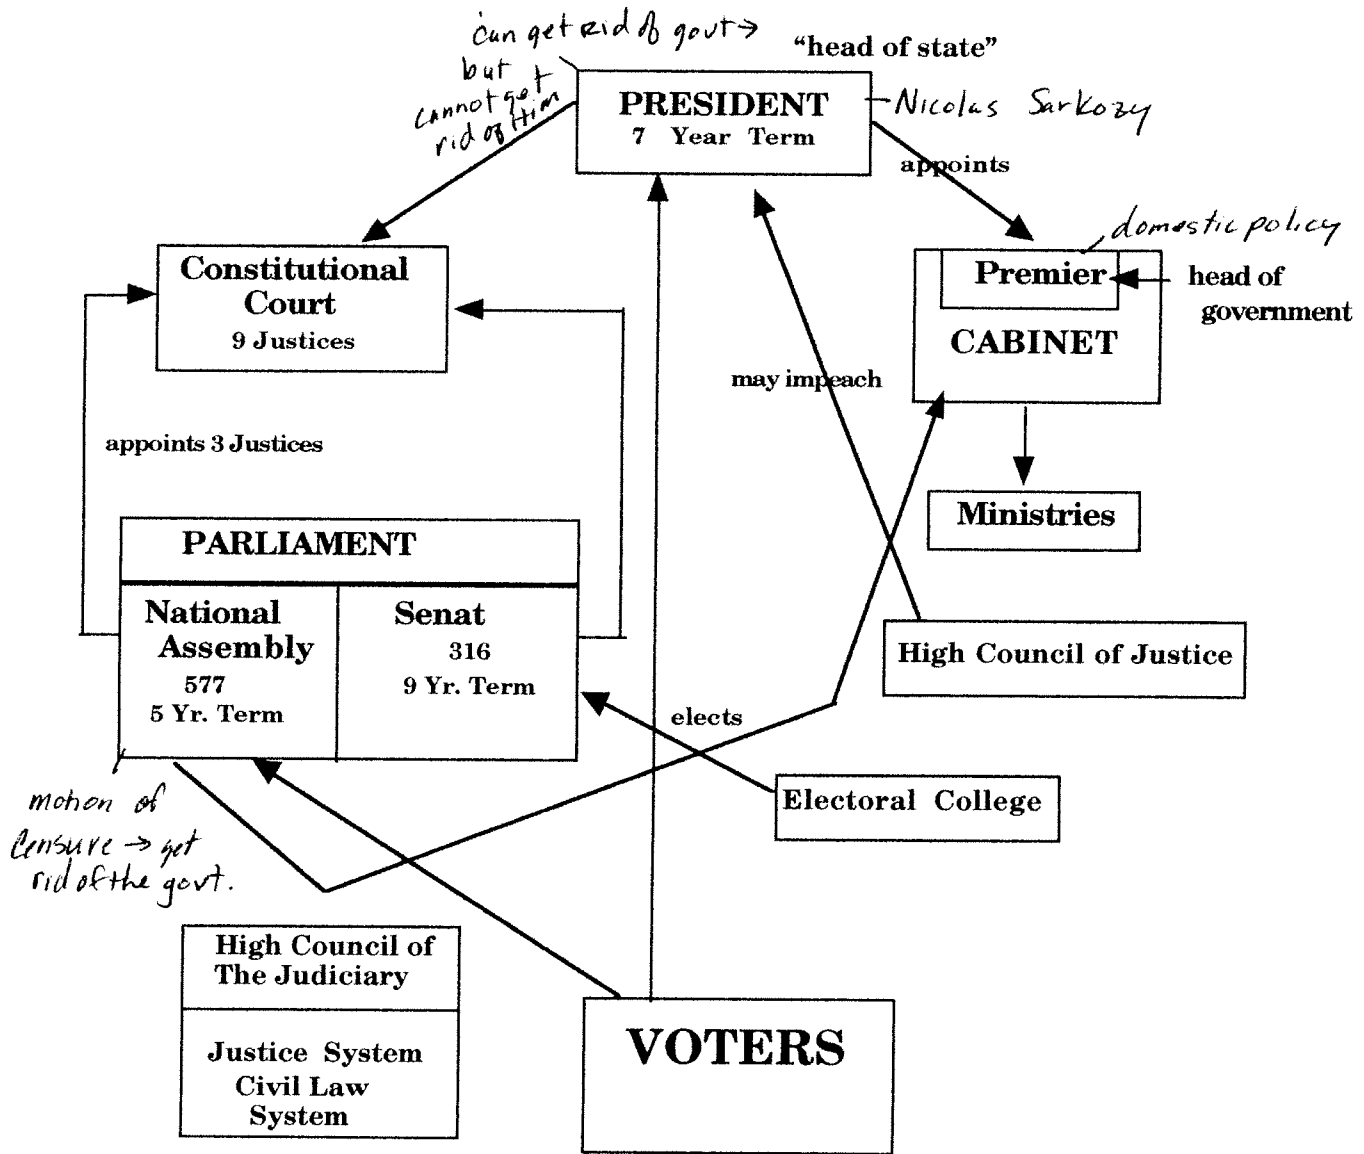 can get rid of govt →
but
cannot get
rid of Him
"head of state"
PRESIDENT
7 Year Term
Nicolas Sarkozy
appoints
domestic policy
Constitutional
Court
9 Justices
Premier
head of
government
CABINET
may impeach
appoints 3 Justices
Ministries
PARLIAMENT
National
Assembly
577
5 Yr. Term
Senat
316
9 Yr. Term
High Council of Justice
elects
Electoral College
motion of
Censure → get
rid of the govt.
High Council of
The Judiciary
Justice System
Civil Law
System
VOTERS